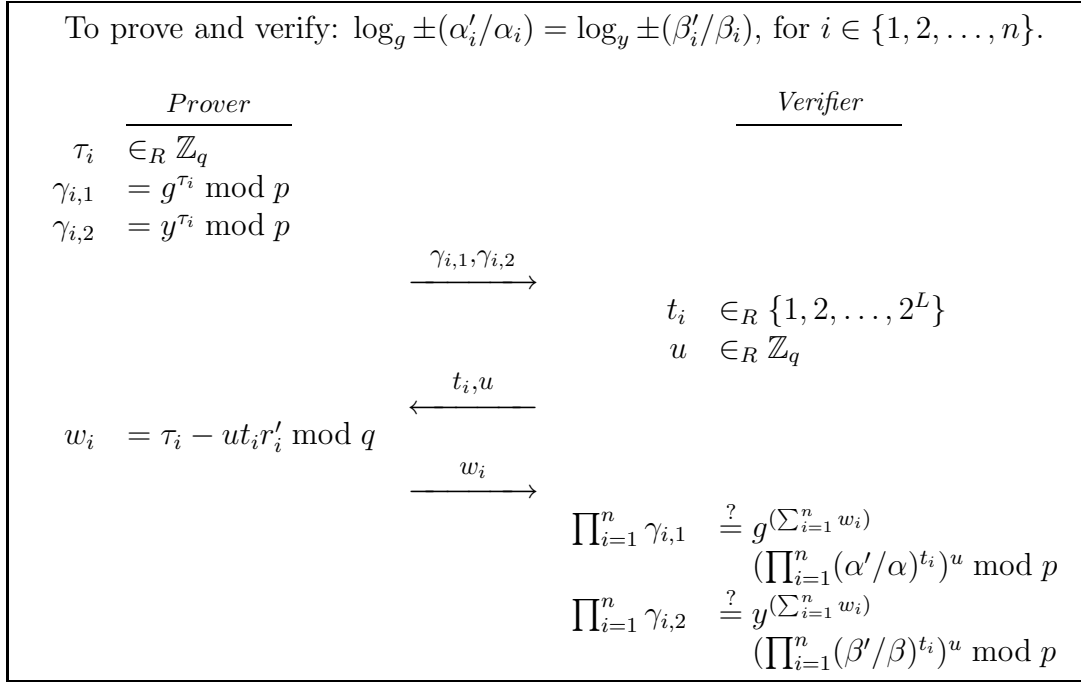 To prove and verify: log_g ±(α′_i/α_i) = log_y ±(β′_i/β_i), for i ∈ {1, 2, . . . , n}.
Prover Verifier
τ_i ∈_R ℤ_q
γ_{i,1} = g^{τ_i} mod p
γ_{i,2} = y^{τ_i} mod p
γ_{i,1},γ_{i,2}
⟶
t_i ∈_R {1, 2, . . . , 2^L}
u ∈_R ℤ_q
t_i,u
⟵
w_i = τ_i − ut_ir′_i mod q
w_i
⟶
∏_{i=1}^n γ_{i,1} ≟ g^{(∑_{i=1}^n w_i)}
(∏_{i=1}^n (α′/α)^{t_i})^u mod p
∏_{i=1}^n γ_{i,2} ≟ y^{(∑_{i=1}^n w_i)}
(∏_{i=1}^n (β′/β)^{t_i})^u mod p